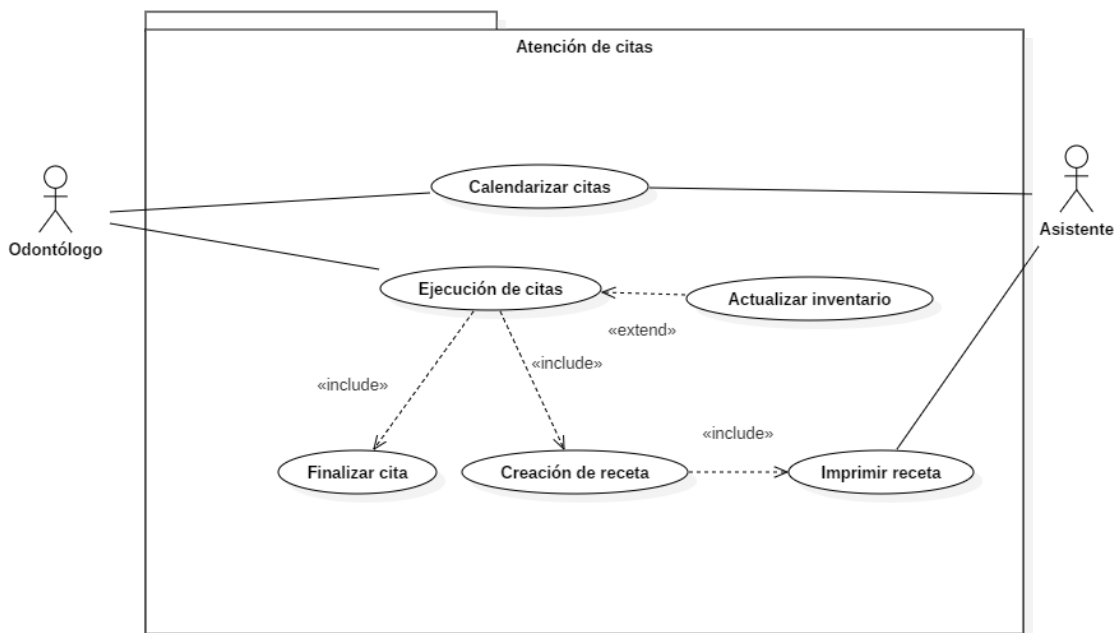 Atención de citas
Calendarizar citas
Odontólogo
Asistente
Ejecución de citas
Actualizar inventario
«extend»
«include»
«include»
«include»
Finalizar cita
Creación de receta
Imprimir receta